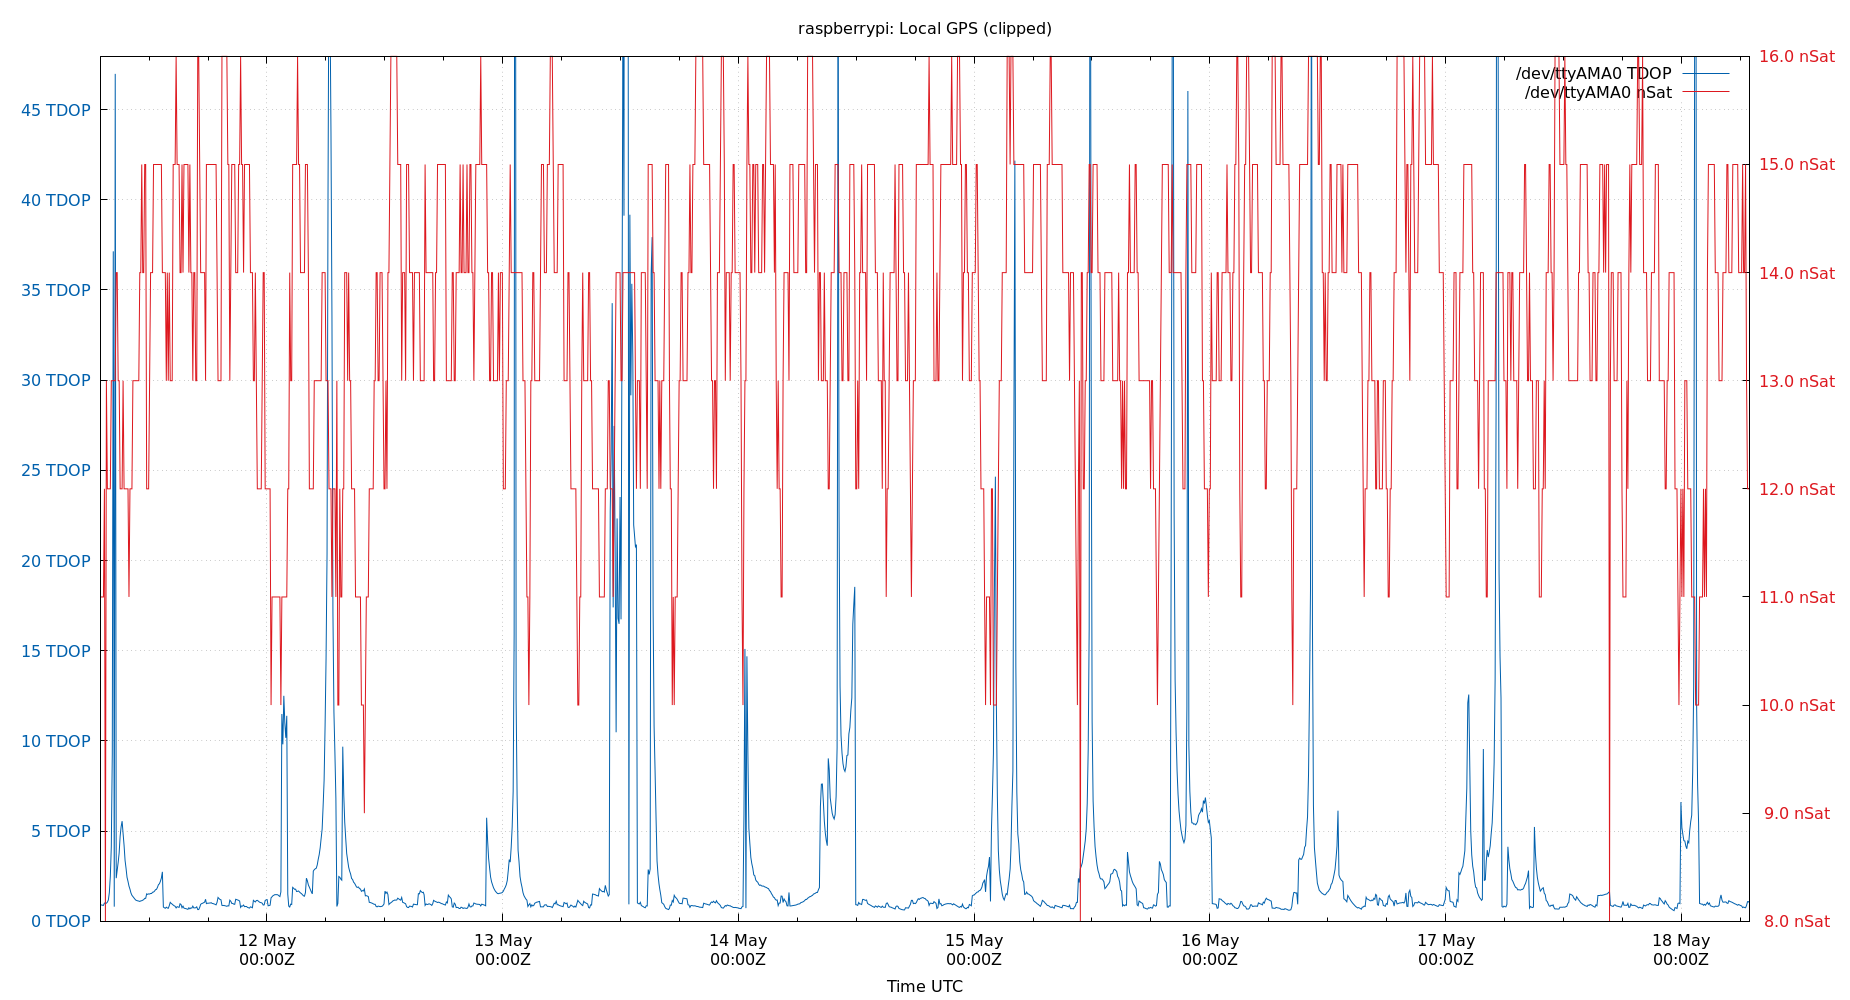 raspberrypi: Local GPS (clipped)
/dev/ttyAMA0 TDOP
/dev/ttyAMA0 nSat
45 TDOP
40 TDOP
35 TDOP
30 TDOP
25 TDOP
20 TDOP
15 TDOP
10 TDOP
5 TDOP
0 TDOP
16.0 nSat
15.0 nSat
14.0 nSat
13.0 nSat
12.0 nSat
11.0 nSat
10.0 nSat
9.0 nSat
8.0 nSat
12 May
00:00Z
13 May
00:00Z
14 May
00:00Z
15 May
00:00Z
16 May
00:00Z
17 May
00:00Z
18 May
00:00Z
Time UTC